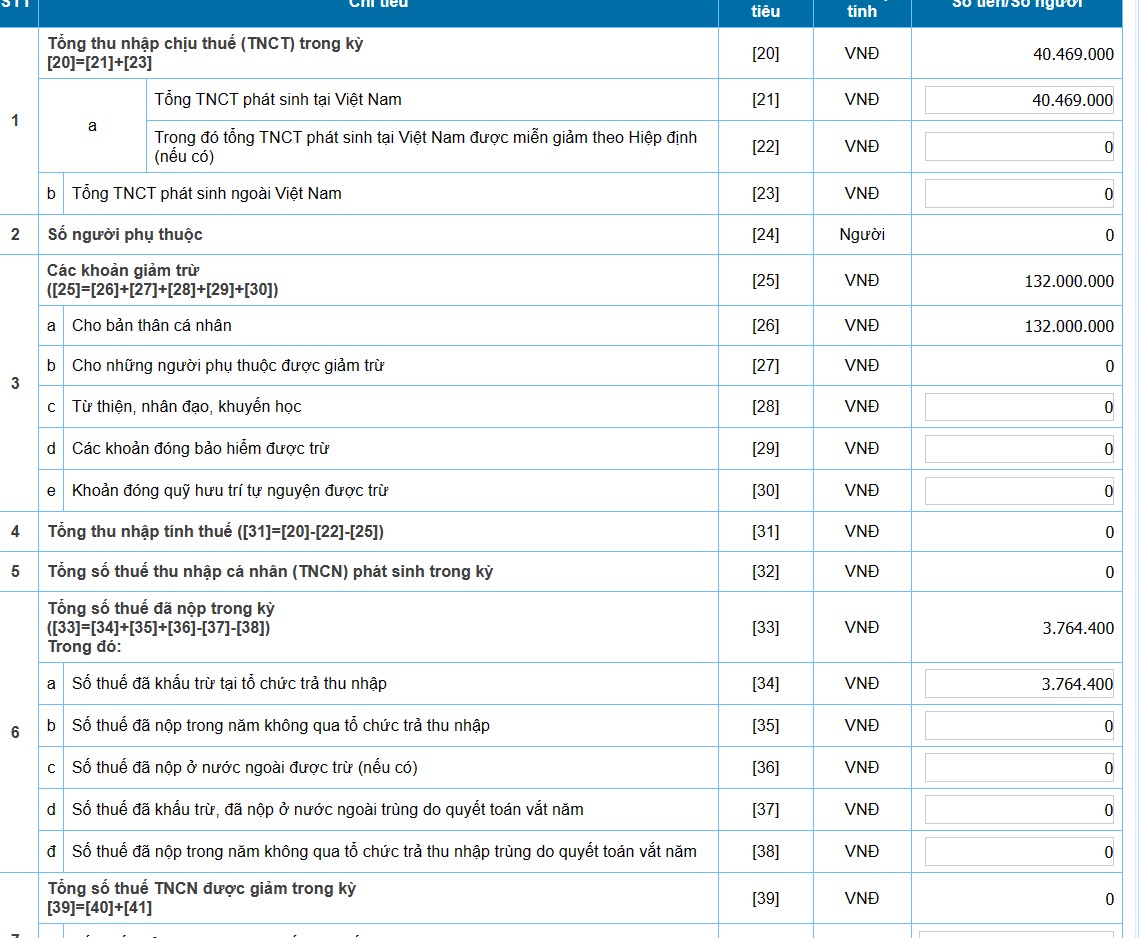 STT
Chỉ tiêu
tiêu
tính
Số tiền/Số người
1
Tổng thu nhập chịu thuế (TNCT) trong kỳ
[20]=[21]+[23]
[20]
VNĐ
40.469.000
a
Tổng TNCT phát sinh tại Việt Nam
[21]
VNĐ
40.469.000
Trong đó tổng TNCT phát sinh tại Việt Nam được miễn giảm theo Hiệp định
(nếu có)
[22]
VNĐ
0
b
Tổng TNCT phát sinh ngoài Việt Nam
[23]
VNĐ
0
2
Số người phụ thuộc
[24]
Người
0
3
Các khoản giảm trừ
([25]=[26]+[27]+[28]+[29]+[30])
[25]
VNĐ
132.000.000
a
Cho bản thân cá nhân
[26]
VNĐ
132.000.000
b
Cho những người phụ thuộc được giảm trừ
[27]
VNĐ
0
c
Từ thiện, nhân đạo, khuyến học
[28]
VNĐ
0
d
Các khoản đóng bảo hiểm được trừ
[29]
VNĐ
0
e
Khoản đóng quỹ hưu trí tự nguyện được trừ
[30]
VNĐ
0
4
Tổng thu nhập tính thuế ([31]=[20]-[22]-[25])
[31]
VNĐ
0
5
Tổng số thuế thu nhập cá nhân (TNCN) phát sinh trong kỳ
[32]
VNĐ
0
6
Tổng số thuế đã nộp trong kỳ
([33]=[34]+[35]+[36]-[37]-[38])
Trong đó:
[33]
VNĐ
3.764.400
a
Số thuế đã khấu trừ tại tổ chức trả thu nhập
[34]
VNĐ
3.764.400
b
Số thuế đã nộp trong năm không qua tổ chức trả thu nhập
[35]
VNĐ
0
c
Số thuế đã nộp ở nước ngoài được trừ (nếu có)
[36]
VNĐ
0
d
Số thuế đã khấu trừ, đã nộp ở nước ngoài trùng do quyết toán vắt năm
[37]
VNĐ
0
đ
Số thuế đã nộp trong năm không qua tổ chức trả thu nhập trùng do quyết toán vắt năm
[38]
VNĐ
0
7
Tổng số thuế TNCN được giảm trong kỳ
[39]=[40]+[41]
[39]
VNĐ
0